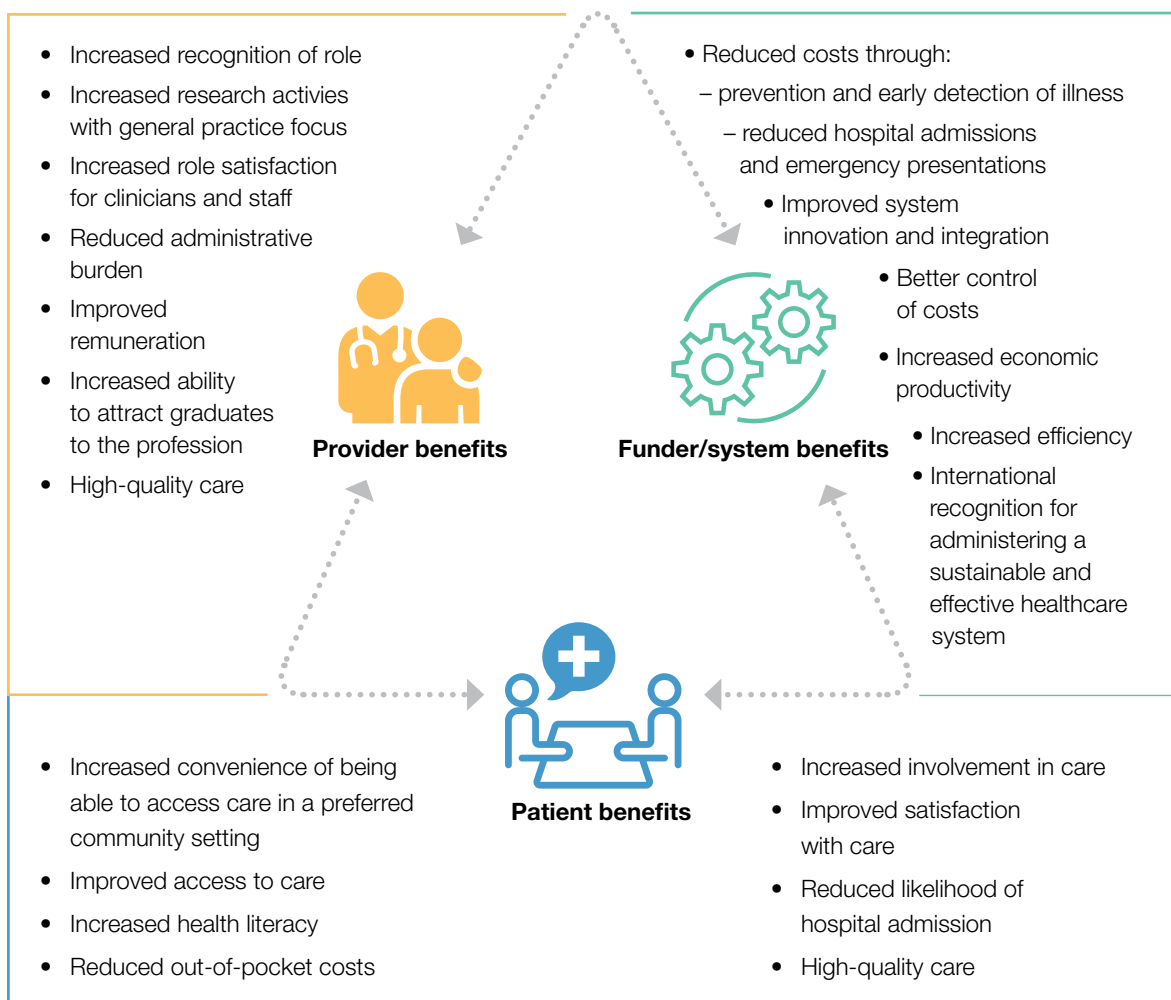 • Increased recognition of role
• Increased research activies
with general practice focus
• Increased role satisfaction
for clinicians and staff
• Reduced administrative
burden
• Improved
remuneration
• Increased ability
to attract graduates
to the profession
• High-quality care
Provider benefits
• Reduced costs through:
– prevention and early detection of illness
– reduced hospital admissions
and emergency presentations
• Improved system
innovation and integration
• Better control
of costs
• Increased economic
productivity
• Increased efficiency
• International
recognition for
administering a
sustainable and
effective healthcare
system
Funder/system benefits
Patient benefits
• Increased convenience of being
able to access care in a preferred
community setting
• Improved access to care
• Increased health literacy
• Reduced out-of-pocket costs
• Increased involvement in care
• Improved satisfaction
with care
• Reduced likelihood of
hospital admission
• High-quality care